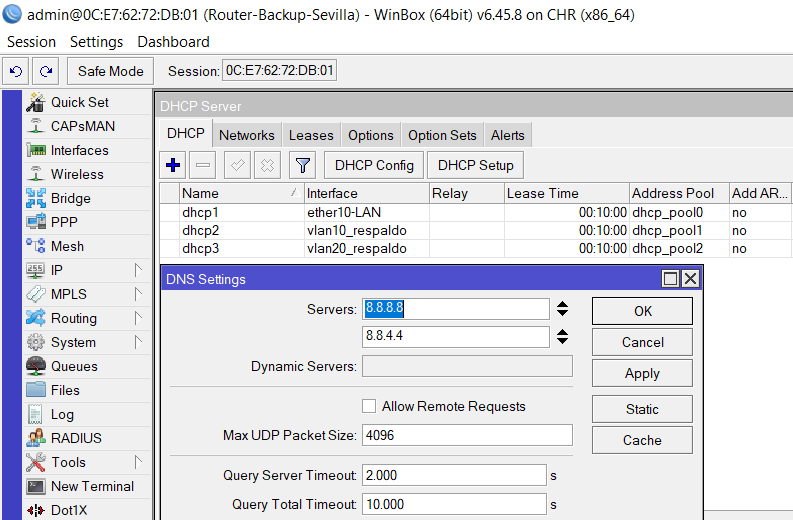 admin@0C:E7:62:72:DB:01 (Router-Backup-Sevilla) - WinBox (64bit) v6.45.8 on CHR (x86_64)
Session Settings Dashboard
Safe Mode Session: 0C:E7:62:72:DB:01
Quick Set
CAPsMAN
Interfaces
Wireless
Bridge
PPP
Mesh
IP
MPLS
Routing
System
Queues
Files
Log
RADIUS
Tools
New Terminal
Dot1X
DHCP Server
DHCP Networks Leases Options Option Sets Alerts
DHCP Config DHCP Setup
Name Interface Relay Lease Time Address Pool Add AR...
dhcp1 ether10-LAN 00:10:00 dhcp_pool0 no
dhcp2 vlan10_respaldo 00:10:00 dhcp_pool1 no
dhcp3 vlan20_respaldo 00:10:00 dhcp_pool2 no
DNS Settings
Servers: 8.8.8.8
8.8.4.4
Dynamic Servers:
Allow Remote Requests
Max UDP Packet Size: 4096
Query Server Timeout: 2.000 s
Query Total Timeout: 10.000 s
OK
Cancel
Apply
Static
Cache